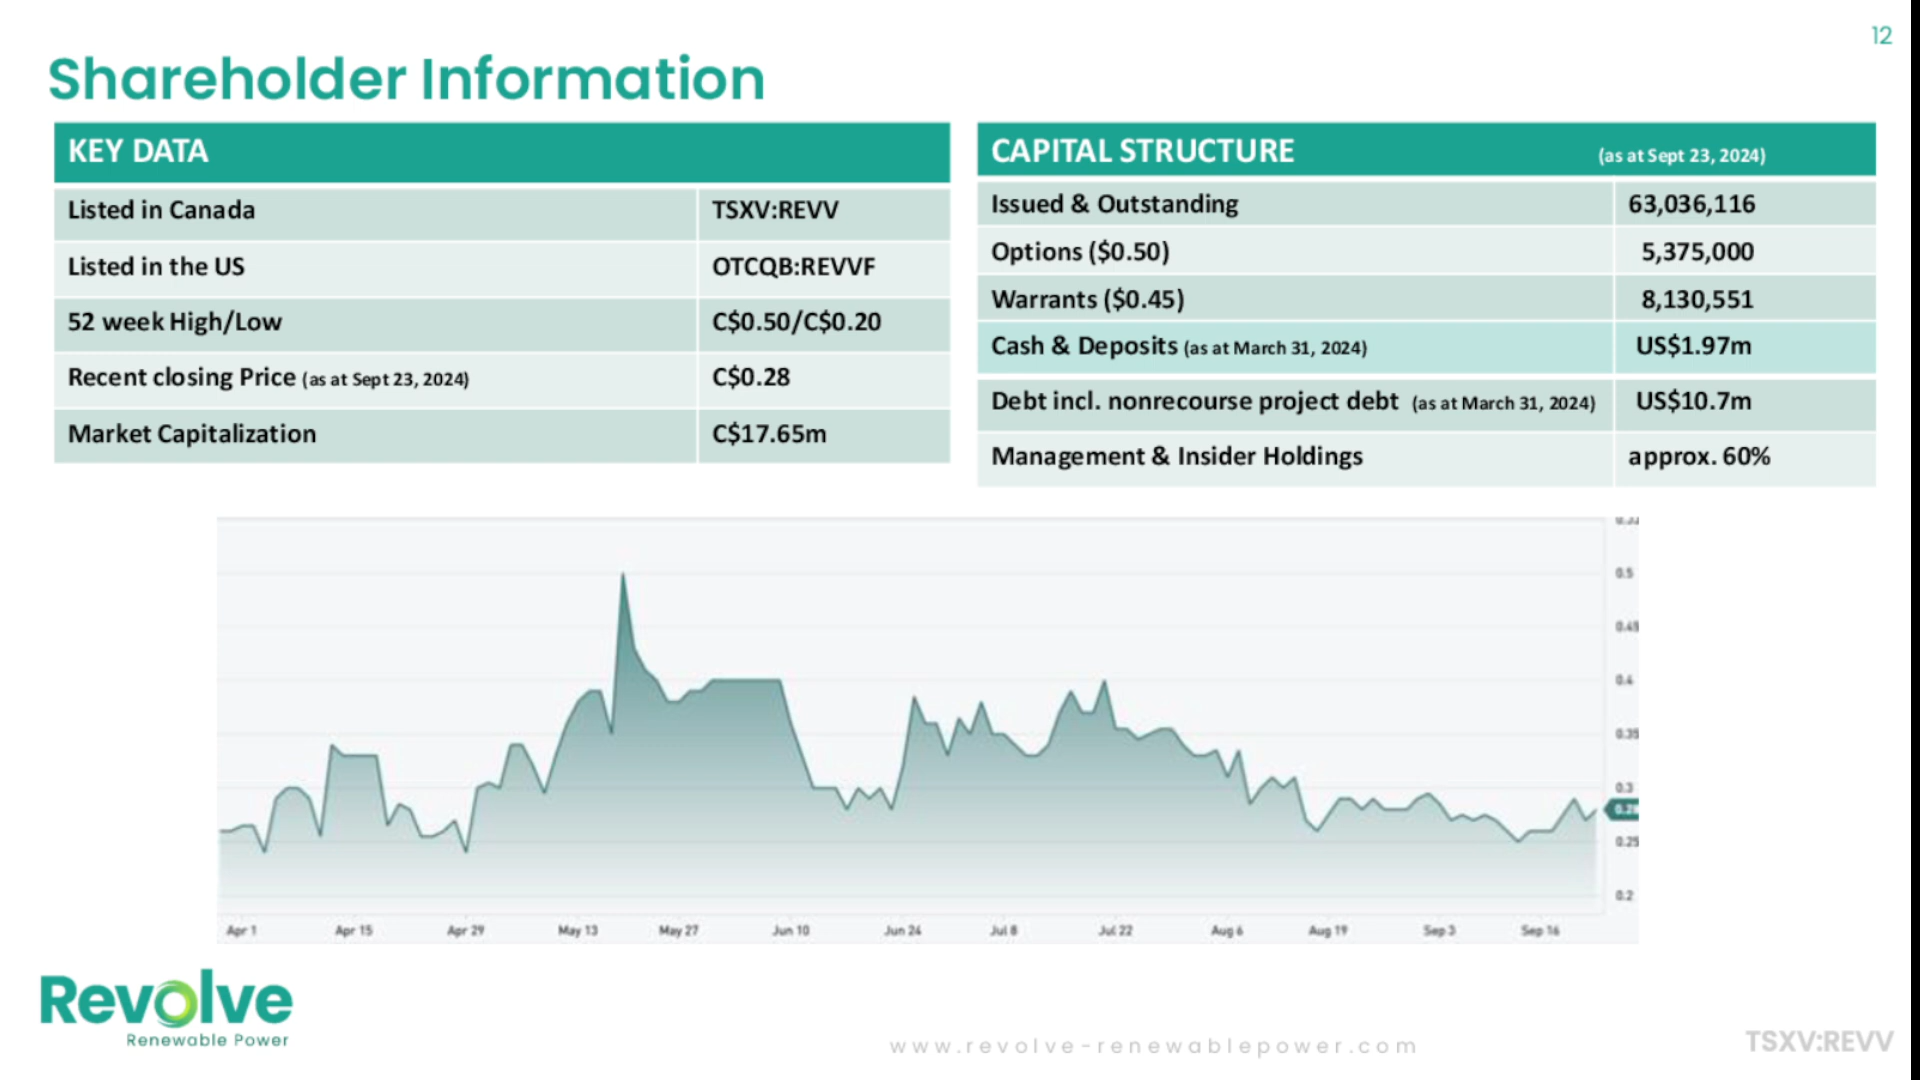 12
Shareholder Information
KEY DATA
Listed in Canada TSXV:REVV
Listed in the US OTCQB:REVVF
52 week High/Low C$0.50/C$0.20
Recent closing Price (as at Sept 23, 2024) C$0.28
Market Capitalization C$17.65m
CAPITAL STRUCTURE (as at Sept 23, 2024)
Issued & Outstanding 63,036,116
Options ($0.50) 5,375,000
Warrants ($0.45) 8,130,551
Cash & Deposits (as at March 31, 2024) US$1.97m
Debt incl. nonrecourse project debt (as at March 31, 2024) US$10.7m
Management & Insider Holdings approx. 60%
0.5
0.45
0.4
0.35
0.3
0.25
0.2
Apr 1 Apr 15 Apr 29 May 13 May 27 Jun 10 Jun 24 Jul 8 Jul 22 Aug 6 Aug 19 Sep 3 Sep 16
Revolve
Renewable Power
www.revolve-renewablepower.com
TSXV:REVV